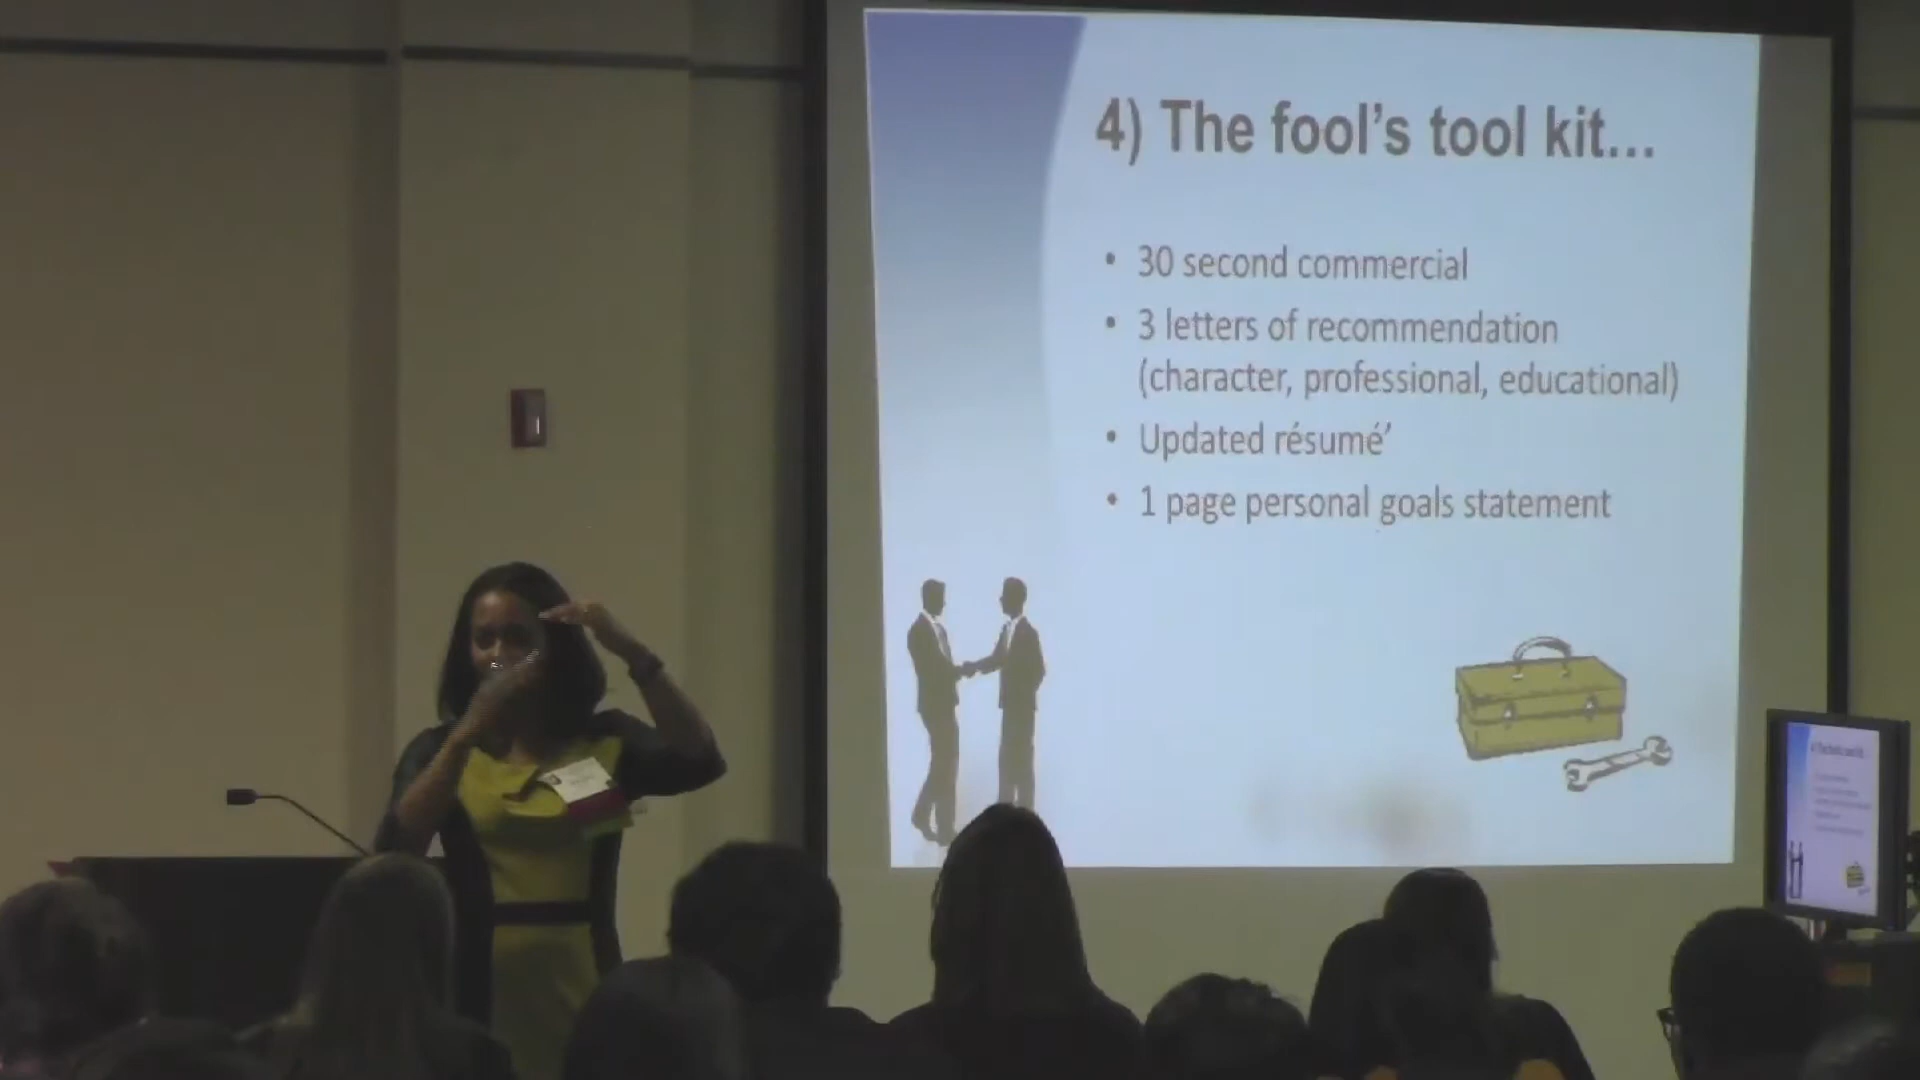 4) The fool's tool kit...
• 30 second commercial
• 3 letters of recommendation
(character, professional, educational)
• Updated résumé’
• 1 page personal goals statement